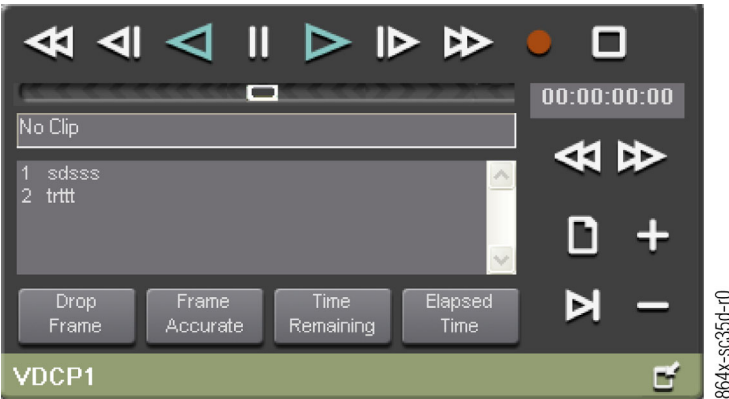 00:00:00:00
No Clip
1 sdsss
2 trttt
Drop
Frame
Frame
Accurate
Time
Remaining
Elapsed
Time
VDCP1
864x-sc35d-r0